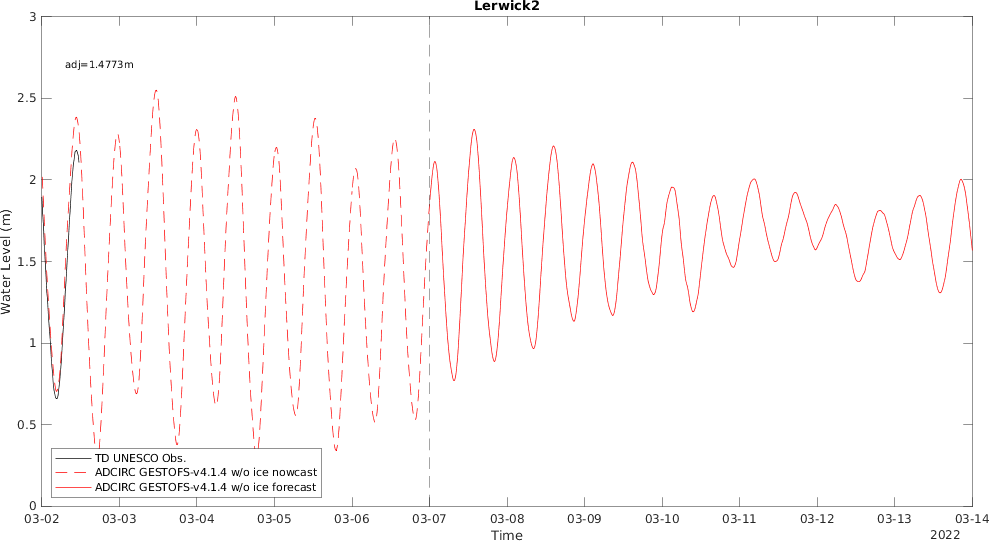 Lerwick2
3
2.5
2
1.5
1
0.5
0
Water Level (m)
adj=1.4773m
TD UNESCO Obs.
ADCIRC GESTOFS-v4.1.4 w/o ice nowcast
ADCIRC GESTOFS-v4.1.4 w/o ice forecast
03-02 03-03 03-04 03-05 03-06 03-07 03-08 03-09 03-10 03-11 03-12 03-13 03-14
Time
2022